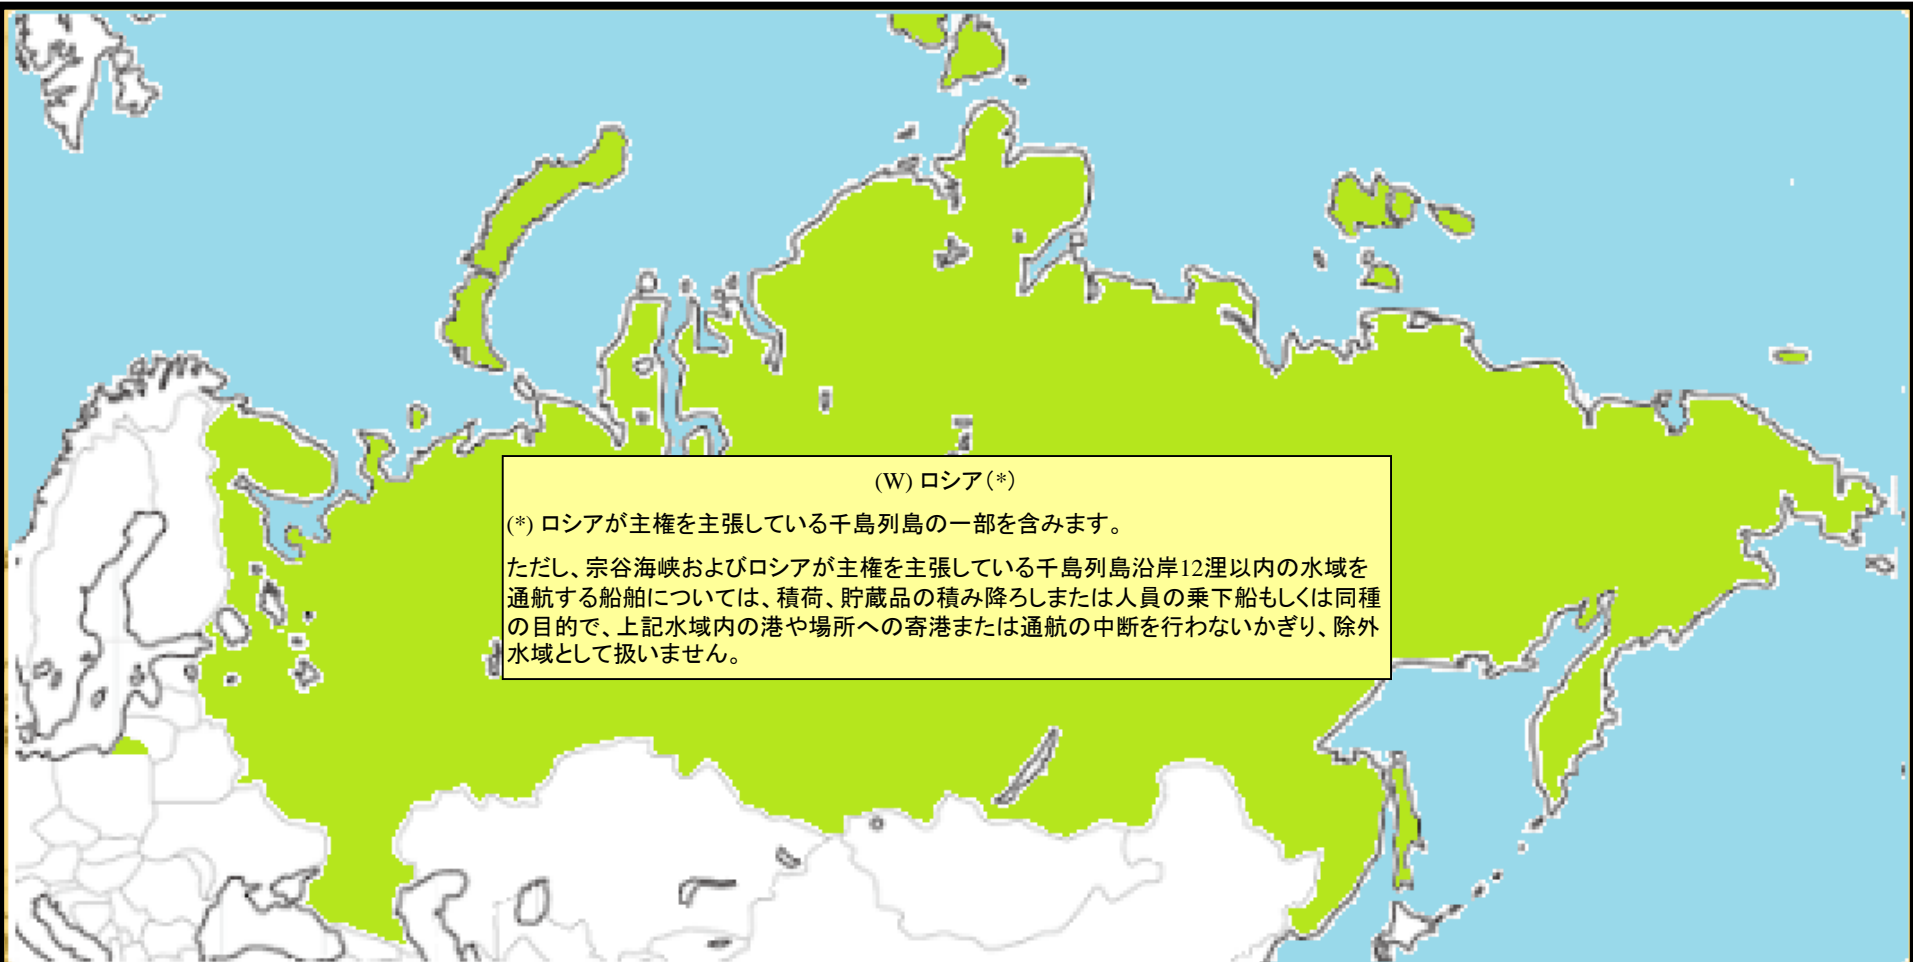 (W) ロシア(*)
(*) ロシアが主権を主張している千島列島の一部を含みます。
ただし、宗谷海峡およびロシアが主権を主張している千島列島沿岸12浬以内の水域を
通航する船舶については、積荷、貯蔵品の積み降ろしまたは人員の乗下船もしくは同種
の目的で、上記水域内の港や場所への寄港または通航の中断を行わないかぎり、除外
水域として扱いません。